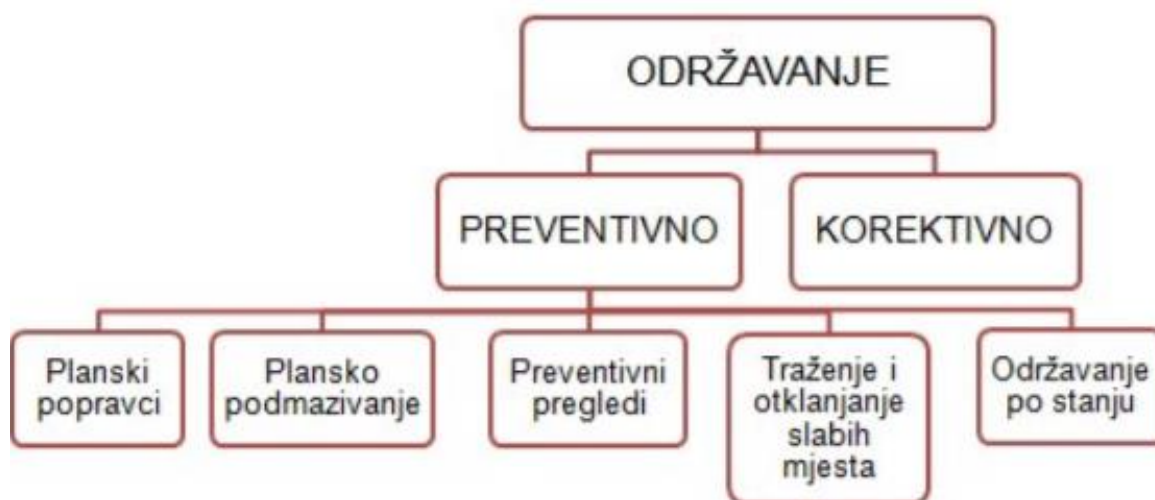 ODRŽAVANJE
PREVENTIVNO
KOREKTIVNO
Planski
popravci
Plansko
podmazivanje
Preventivni
pregledi
Traženje i
otklanjanje
slabih
mjesta
Održavanje
po stanju